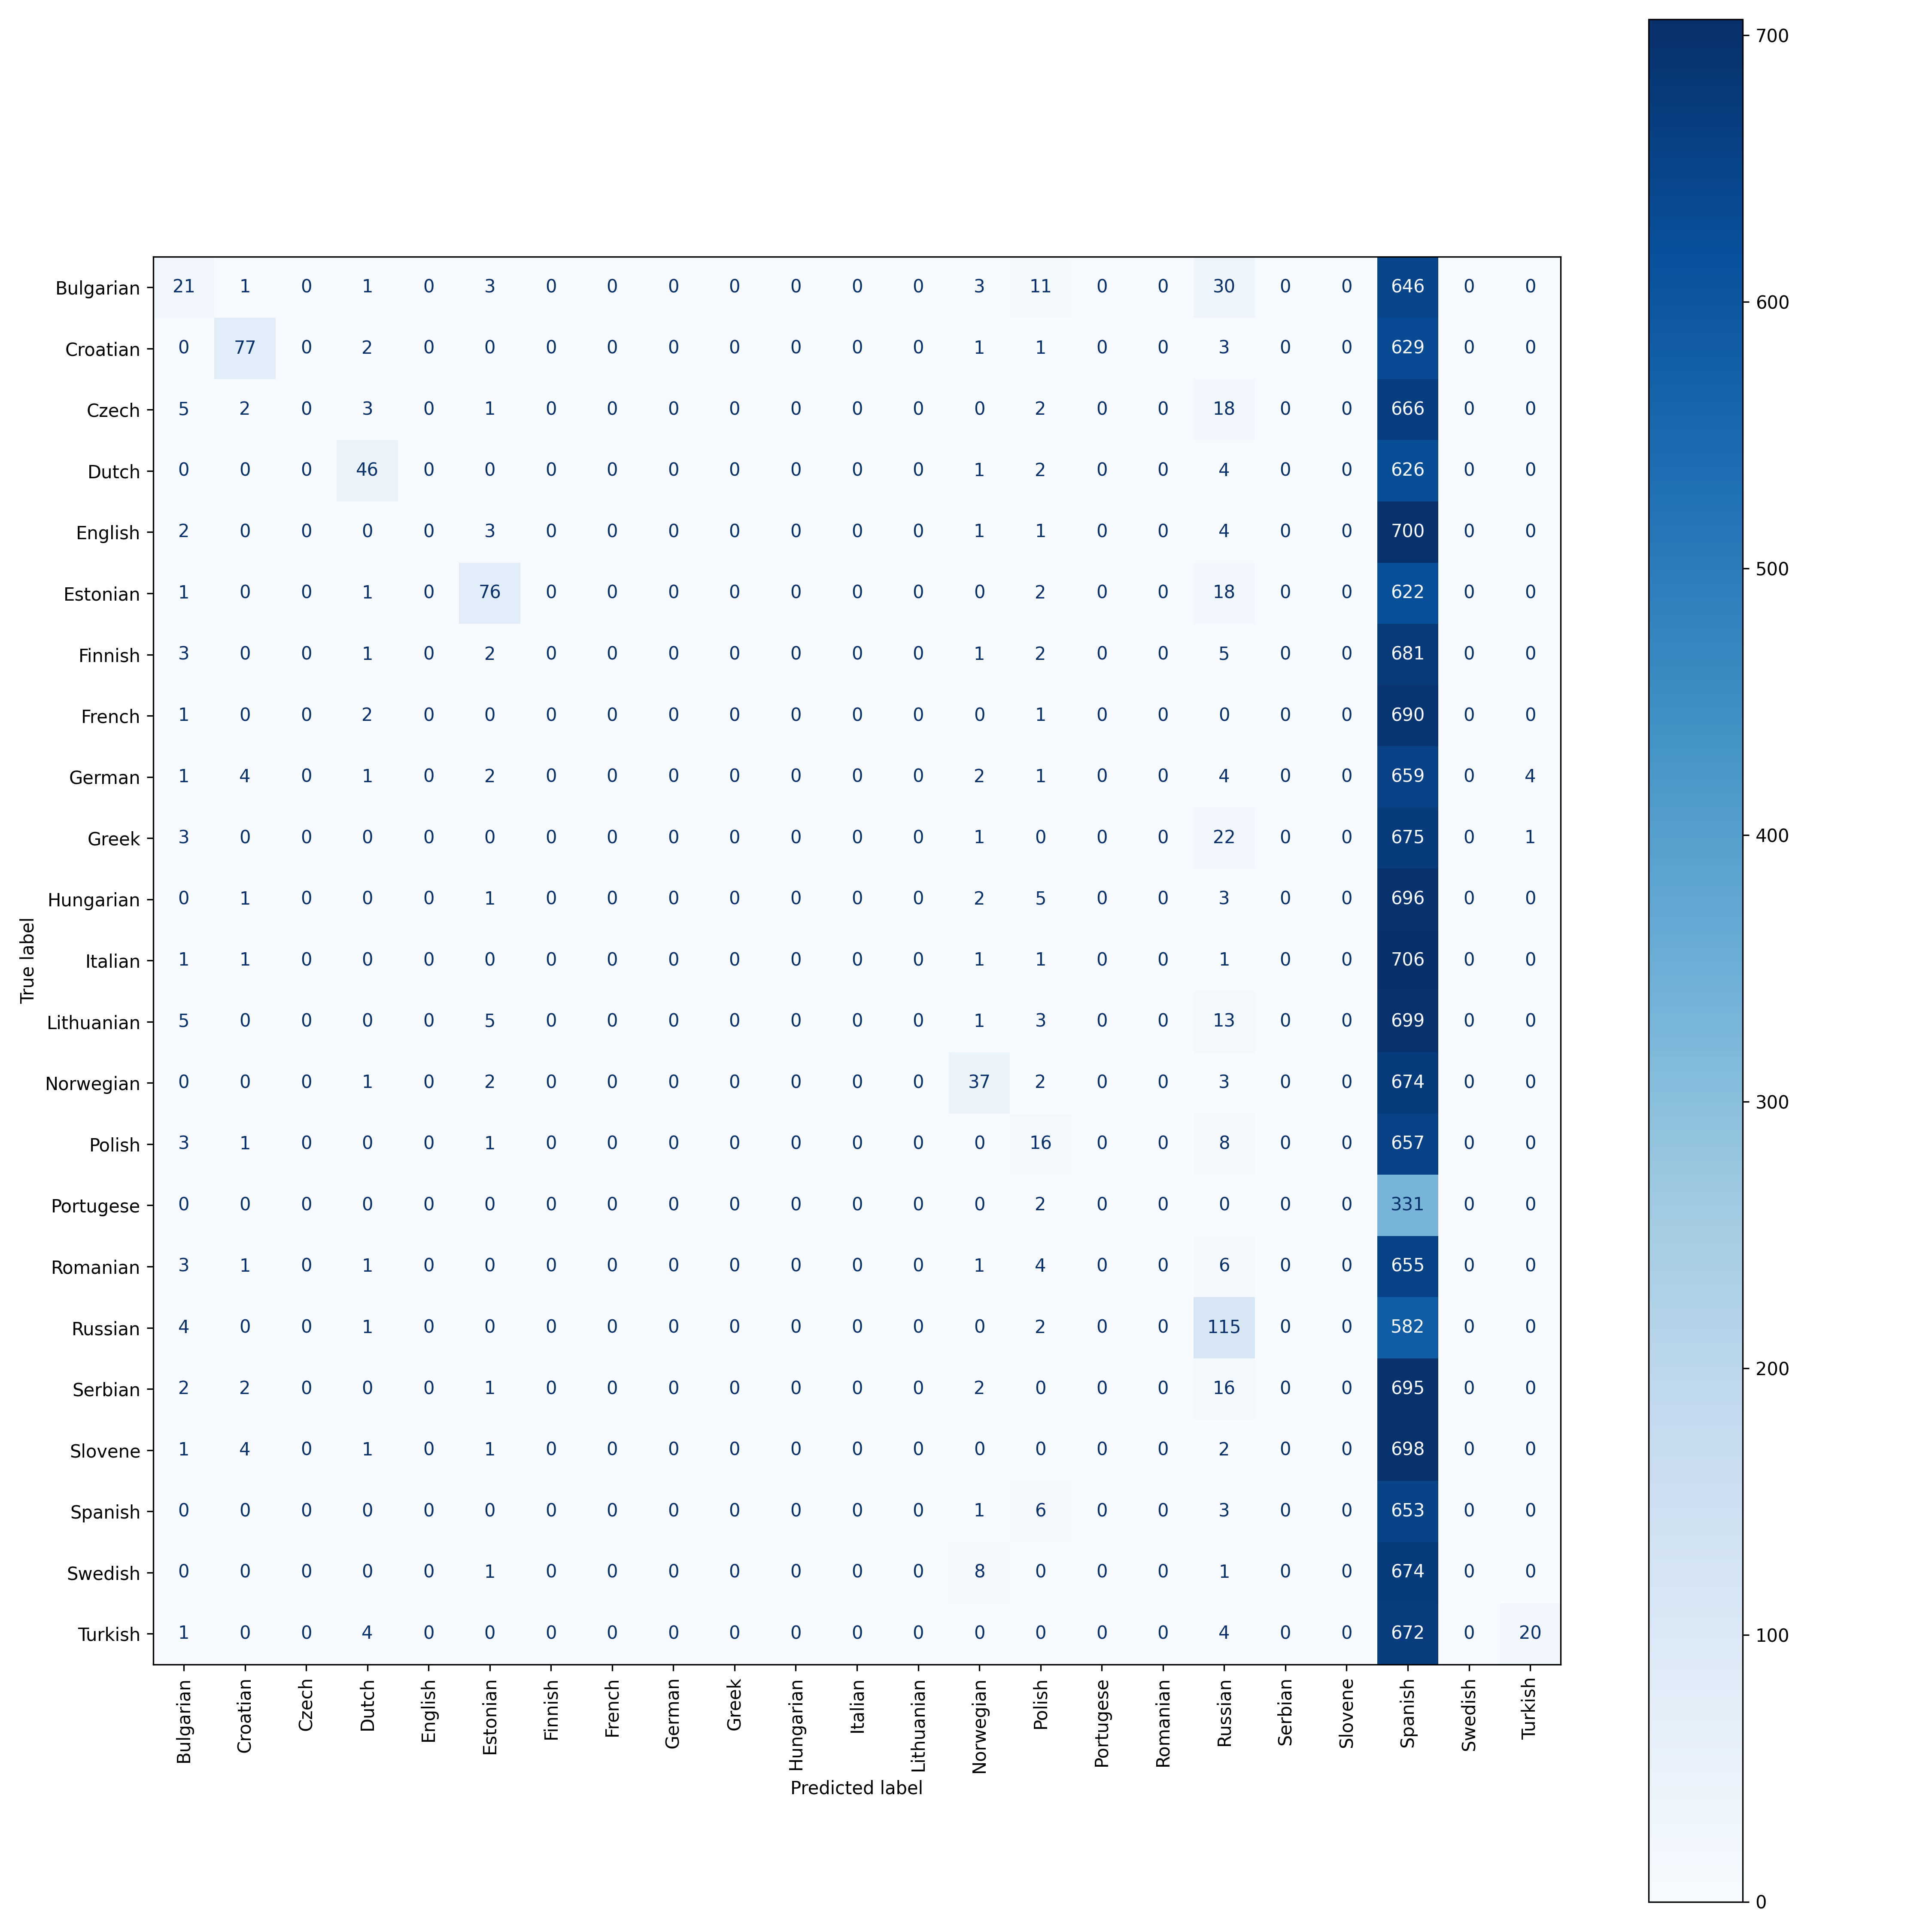 700
600
500
400
300
200
100
0
True label
Bulgarian 21 1 0 1 0 3 0 0 0 0 0 0 0 3 11 0 0 30 0 0 646 0 0
Croatian 0 77 0 2 0 0 0 0 0 0 0 0 0 1 1 0 0 3 0 0 629 0 0
Czech 5 2 0 3 0 1 0 0 0 0 0 0 0 0 2 0 0 18 0 0 666 0 0
Dutch 0 0 0 46 0 0 0 0 0 0 0 0 0 1 2 0 0 4 0 0 626 0 0
English 2 0 0 0 0 3 0 0 0 0 0 0 0 1 1 0 0 4 0 0 700 0 0
Estonian 1 0 0 1 0 76 0 0 0 0 0 0 0 0 2 0 0 18 0 0 622 0 0
Finnish 3 0 0 1 0 2 0 0 0 0 0 0 0 1 2 0 0 5 0 0 681 0 0
French 1 0 0 2 0 0 0 0 0 0 0 0 0 0 1 0 0 0 0 0 690 0 0
German 1 4 0 1 0 2 0 0 0 0 0 0 0 2 1 0 0 4 0 0 659 0 4
Greek 3 0 0 0 0 0 0 0 0 0 0 0 0 1 0 0 0 22 0 0 675 0 1
Hungarian 0 1 0 0 0 1 0 0 0 0 0 0 0 2 5 0 0 3 0 0 696 0 0
Italian 1 1 0 0 0 0 0 0 0 0 0 0 0 1 1 0 0 1 0 0 706 0 0
Lithuanian 5 0 0 0 0 5 0 0 0 0 0 0 0 1 3 0 0 13 0 0 699 0 0
Norwegian 0 0 0 1 0 2 0 0 0 0 0 0 0 37 2 0 0 3 0 0 674 0 0
Polish 3 1 0 0 0 1 0 0 0 0 0 0 0 0 16 0 0 8 0 0 657 0 0
Portugese 0 0 0 0 0 0 0 0 0 0 0 0 0 0 2 0 0 0 0 0 331 0 0
Romanian 3 1 0 1 0 0 0 0 0 0 0 0 0 1 4 0 0 6 0 0 655 0 0
Russian 4 0 0 1 0 0 0 0 0 0 0 0 0 0 2 0 0 115 0 0 582 0 0
Serbian 2 2 0 0 0 1 0 0 0 0 0 0 0 2 0 0 0 16 0 0 695 0 0
Slovene 1 4 0 1 0 1 0 0 0 0 0 0 0 0 0 0 0 2 0 0 698 0 0
Spanish 0 0 0 0 0 0 0 0 0 0 0 0 0 1 6 0 0 3 0 0 653 0 0
Swedish 0 0 0 0 0 1 0 0 0 0 0 0 0 8 0 0 0 1 0 0 674 0 0
Turkish 1 0 0 4 0 0 0 0 0 0 0 0 0 0 0 0 0 4 0 0 672 0 20
Bulgarian Croatian Czech Dutch English Estonian Finnish French German Greek Hungarian Italian Lithuanian Norwegian Polish Portugese Romanian Russian Serbian Slovene Spanish Swedish Turkish
Predicted label